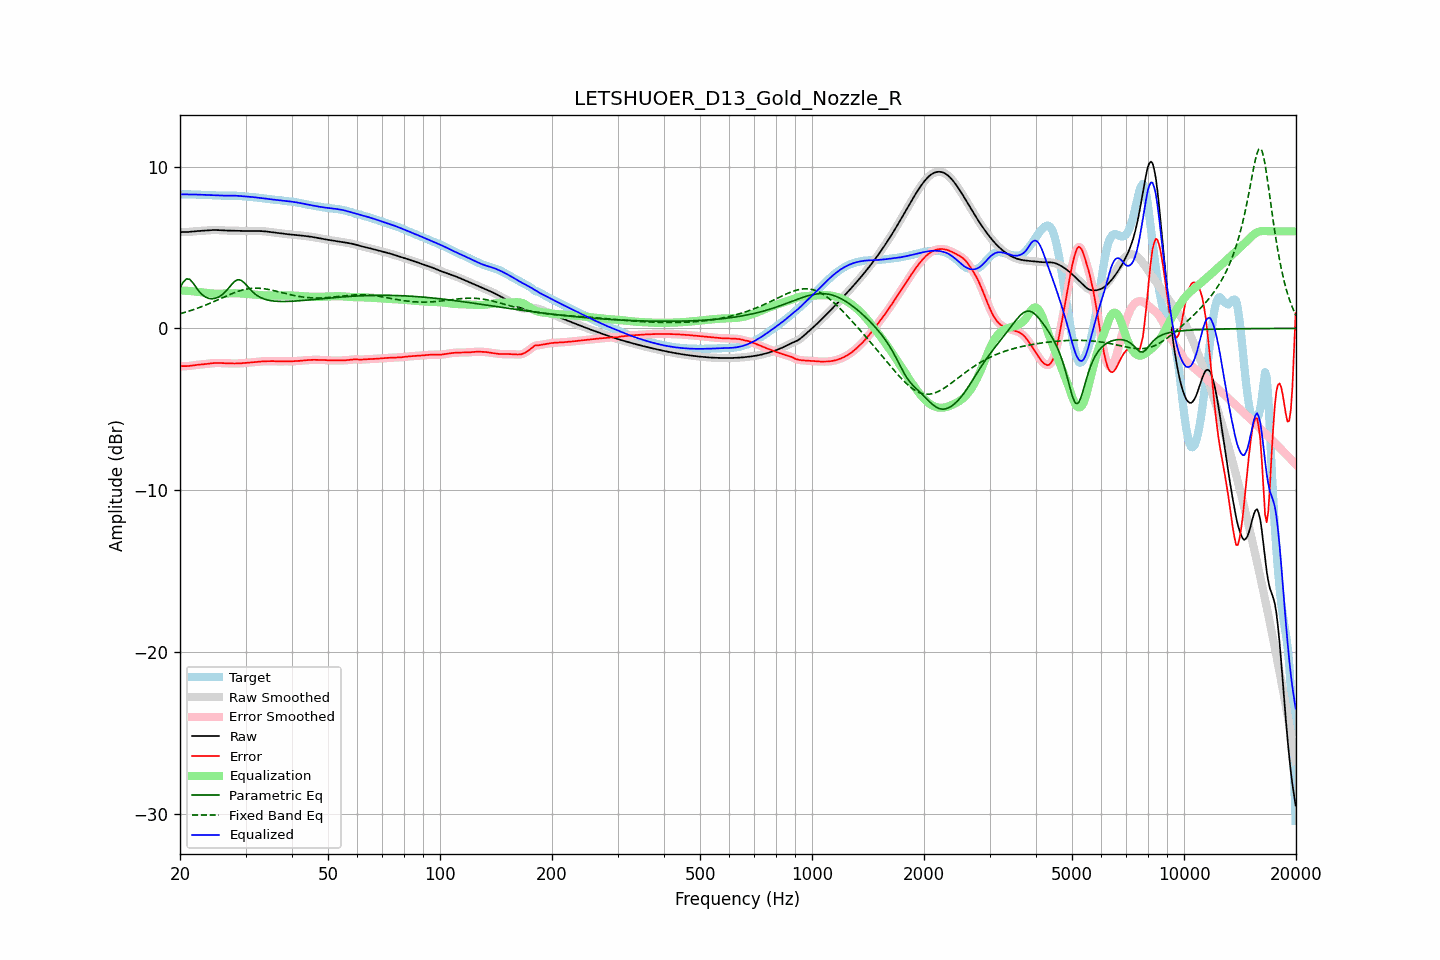 LETSHUOER_D13_Gold_Nozzle_R
Amplitude (dBr)
10
0
−10
−20
−30
Target
Raw Smoothed
Error Smoothed
Raw
Error
Equalization
Parametric Eq
Fixed Band Eq
Equalized
20 50 100 200 500 1000 2000 5000 10000 20000
Frequency (Hz)